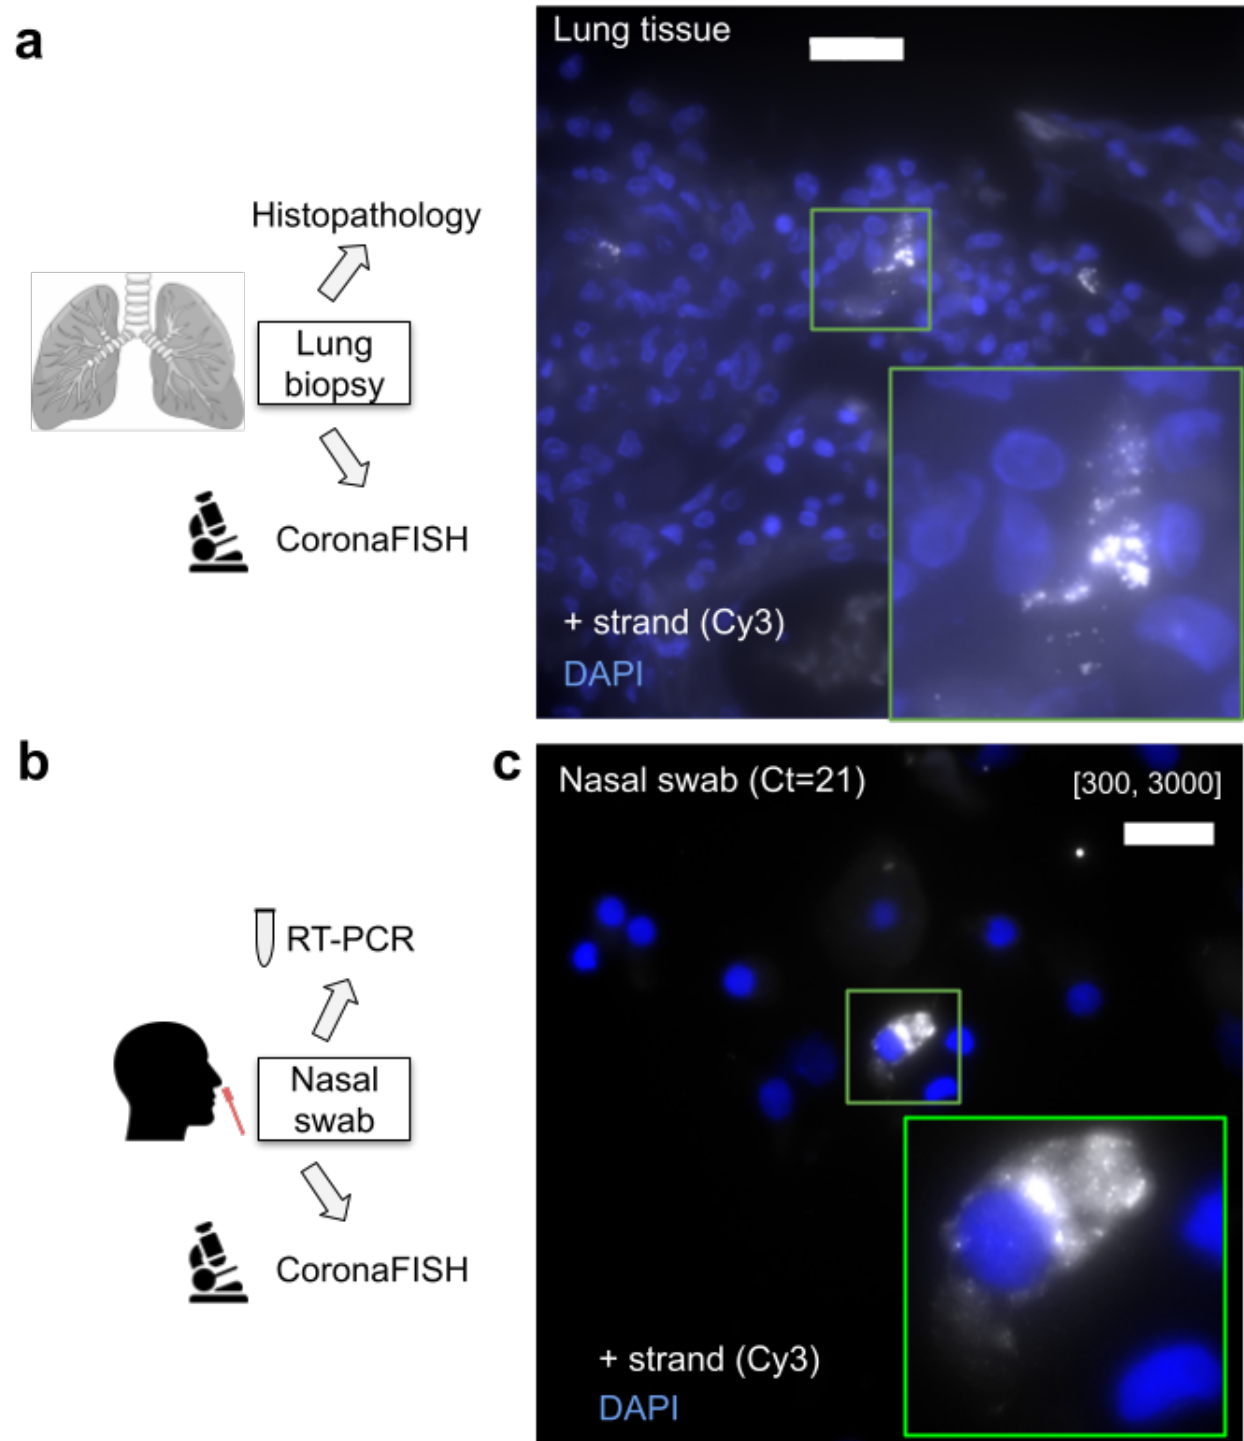 a
Lung tissue
Histopathology
Lung
biopsy
CoronaFISH
+ strand (Cy3)
DAPI
b
RT-PCR
Nasal
swab
CoronaFISH
c
Nasal swab (Ct=21)
[300, 3000]
+ strand (Cy3)
DAPI